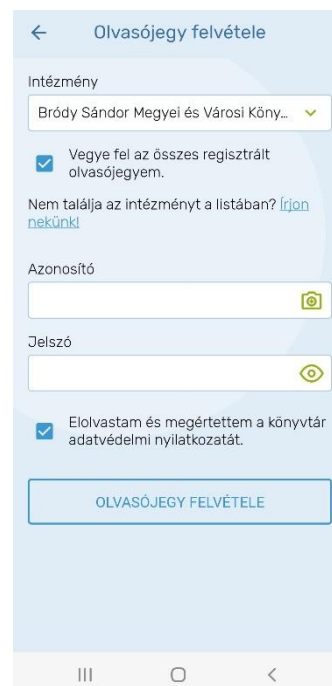 Olvasójegy felvétele
Intézmény
Bródy Sándor Megyei és Városi Köny...
Vegye fel az összes regisztrált
olvasójegyem.
Nem találja az intézményt a listában? Írjon
nekünk!
Azonosító
Jelszó
Elolvastam és megértettem a könyvtár
adatvédelmi nyilatkozatát.
OLVASÓJEGY FELVÉTELE